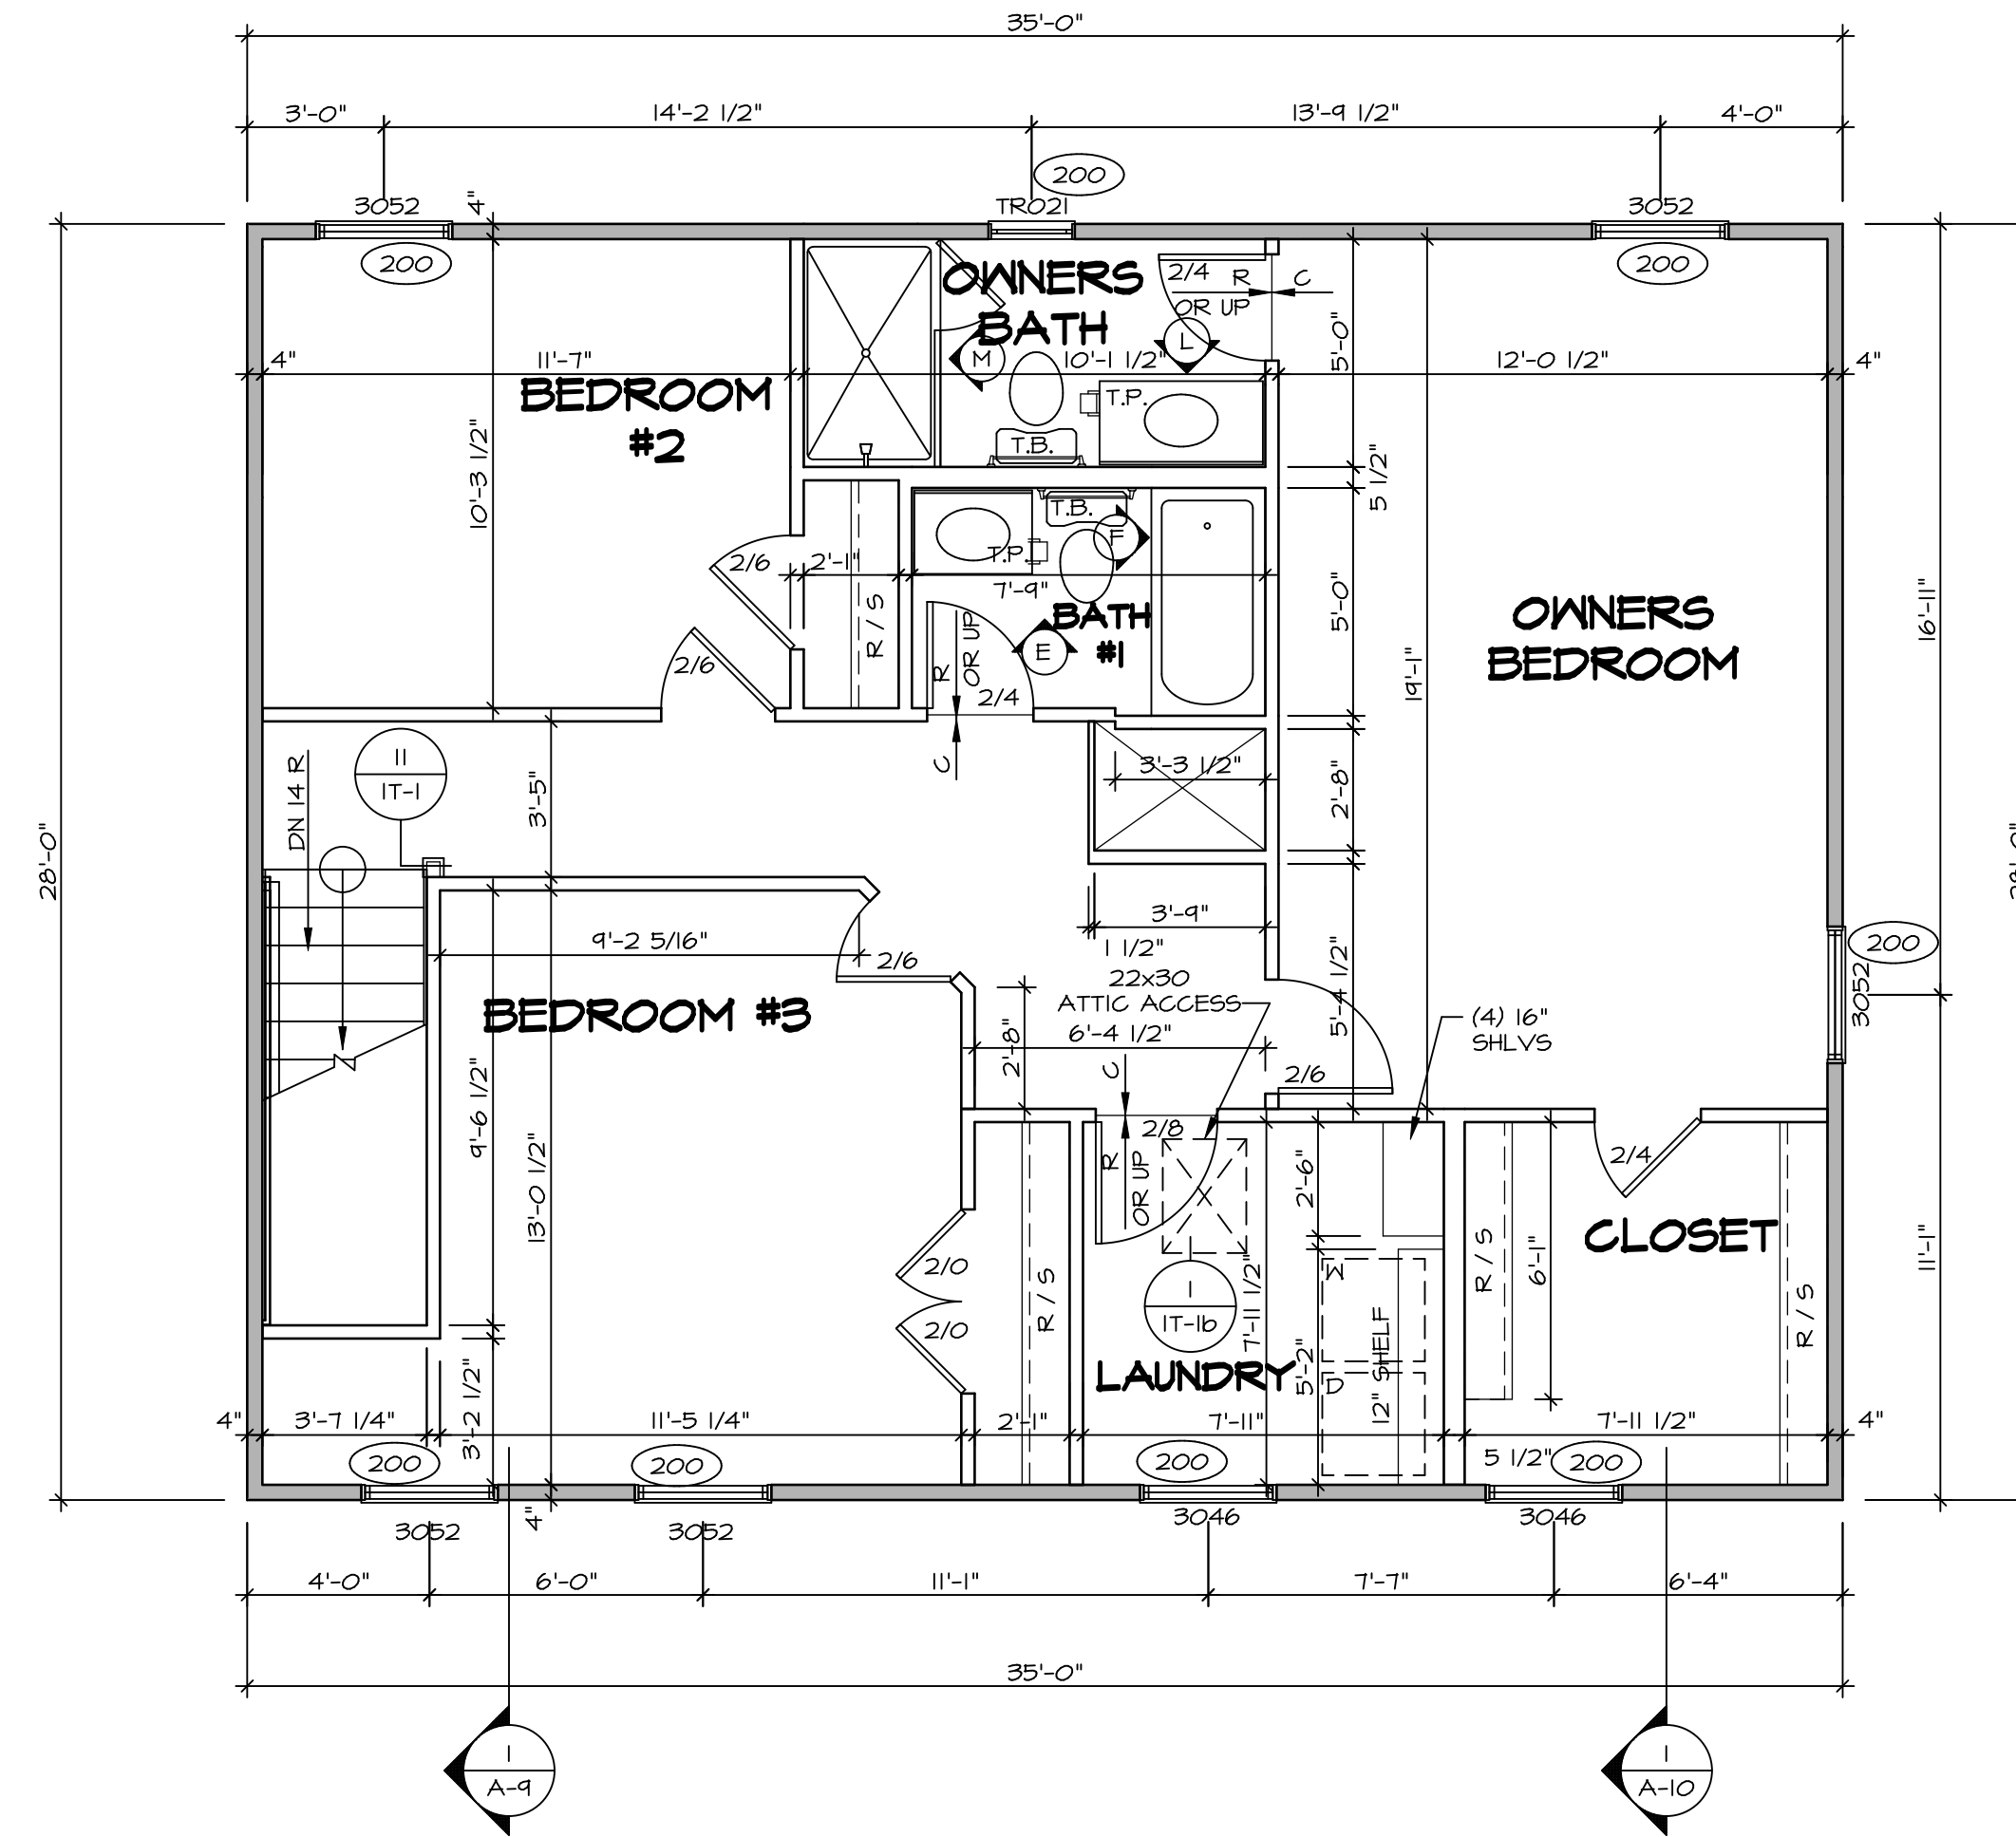 35'-0"
3'-0" 14'-2 1/2" 13'-9 1/2" 4'-0"
200
3052 4" TR021 3052
200 200
OWNERS
BATH
2/4 R C
OR UP
M L
4" 11'-7" 10'-1 1/2" 5'-0" 12'-0 1/2" 4"
BEDROOM
#2
T.P.
T.B.
10'-3 1/2" 5 1/2"
T.B. F
T.P.
2/6 2'-1" 7'-9" 5'-0"
BATH
#1
E
R / S R OR UP
2/4
2/6
C
OWNERS
BEDROOM
16'-11"
19'-1"
11
IT-1
DN 14 R
3'-5"
3'-3 1/2" 2'-8"
28'-0" 28'-0"
3'-9"
1 1/2"
9'-2 5/16" 2/6
200
3052
22x30
ATTIC ACCESS
6'-4 1/2"
5'-4 1/2"
BEDROOM #3
2'-8"
(4) 16"
SHLVS
C 2/6
9'-6 1/2"
13'-0 1/2"
2/8
R
OR UP
2'-6"
2/4
CLOSET
R / S 6'-1"
11'-1"
2/0
2/0
R / S
1
IT-1b
7'-11 1/2"
W
R / S
LAUNDRY
5'-2"
D
12" SHELF
3'-2 1/2"
4" 3'-7 1/4" 11'-5 1/4" 2'-1" 7'-11" 7'-11 1/2" 4"
5 1/2"
200 200 200 200
4"
3052 3052 3046 3046
4'-0" 6'-0" 11'-1" 7'-7" 6'-4"
35'-0"
1
A-9
1
A-10